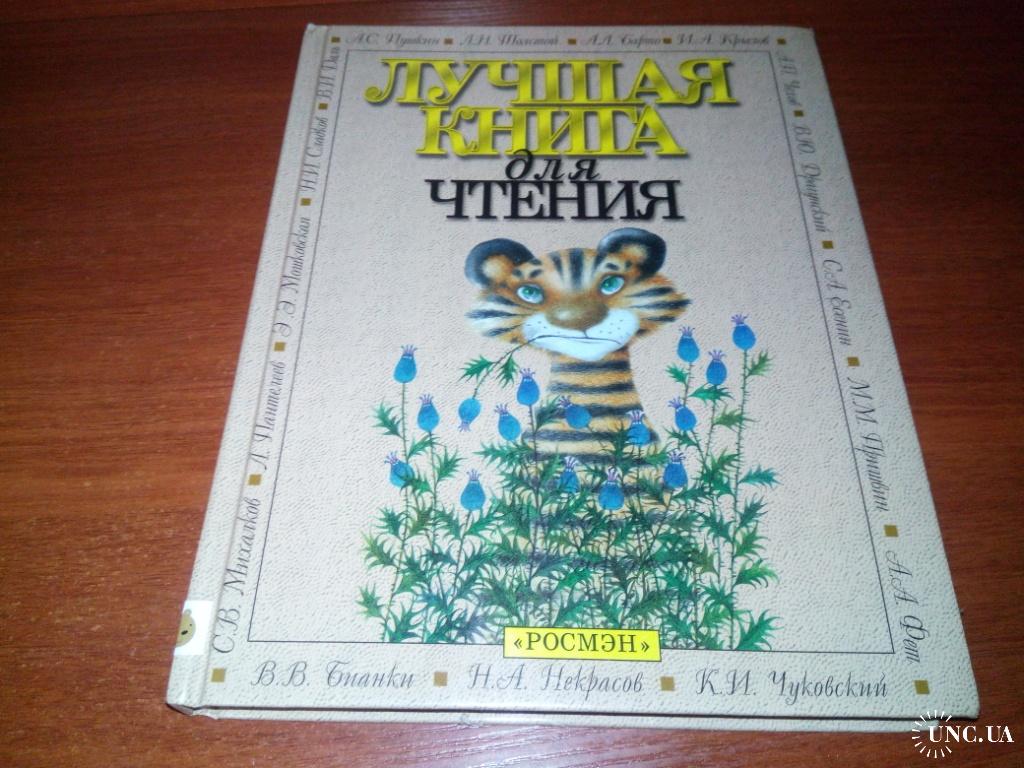 А.С. Пушкин ■ Л.Н. Толстой ■ А.Л. Барто ■ И.А. Крылов
ЛУЧШАЯ
КНИГА
для
ЧТЕНИЯ
А.П. Чехов ■ В.Ю. Драгунский ■ С.А. Есенин ■ М.М. Пришвин ■ А.А. Фет
С.В. Михалков ■ Л. Пантелеев ■ Э.Э. Мошковская ■ Н.И. Сладков ■ В.И. Даль
«РОСМЭН»
В.В. Бианки ■ Н.А. Некрасов ■ К.И. Чуковский
UNC.UA